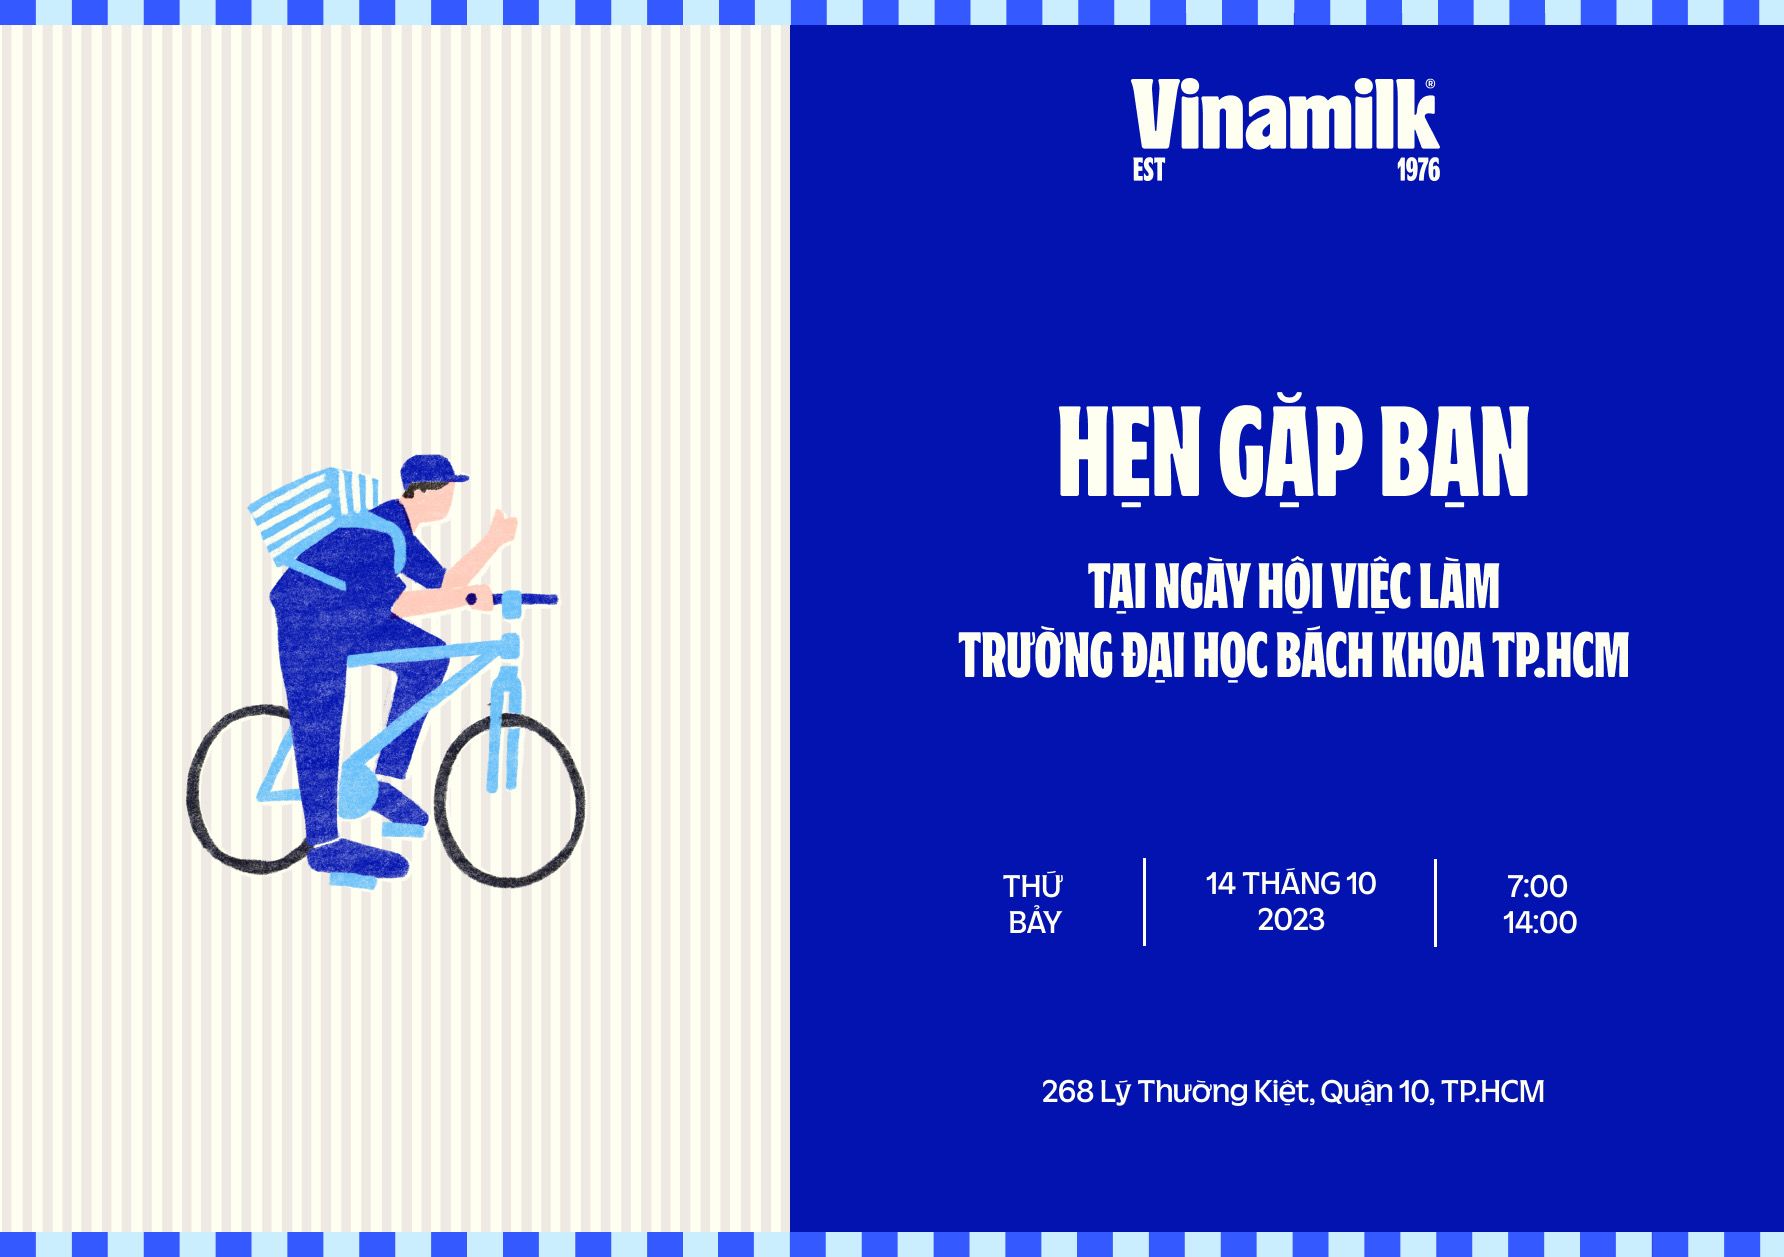 Vinamilk®
EST 1976
HẸN GẶP BẠN
TẠI NGÀY HỘI VIỆC LÀM
TRƯỜNG ĐẠI HỌC BÁCH KHOA TP.HCM
THỨ
BẢY
14 THÁNG 10
2023
7:00
14:00
268 Lý Thường Kiệt, Quận 10, TP.HCM